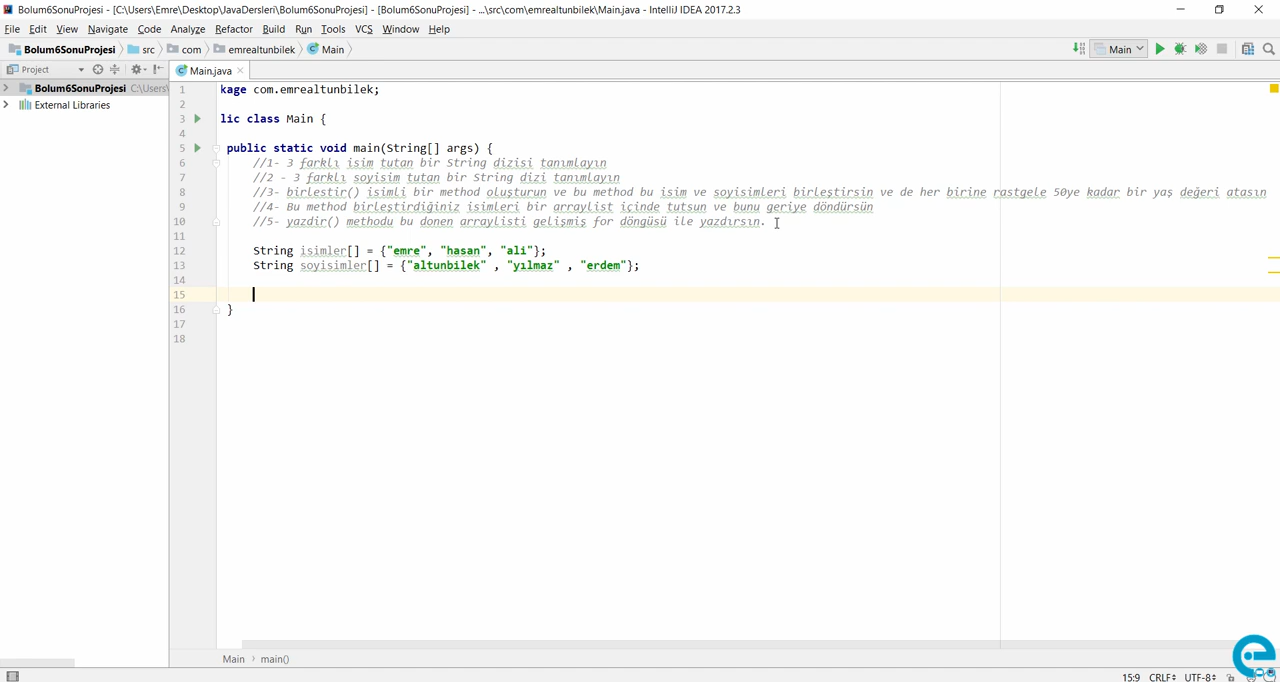 Bolum6SonuProjesi - [C:\Users\Emre\Desktop\JavaDersleri\Bolum6SonuProjesi] - [Bolum6SonuProjesi] - ...\src\com\emrealtunbilek\Main.java - IntelliJ IDEA 2017.2.3
File Edit View Navigate Code Analyze Refactor Build Run Tools VCS Window Help
Bolum6SonuProjesi src com emrealtunbilek Main Main
Project Main.java
Bolum6SonuProjesi C:\Users
External Libraries
1 kage com.emrealtunbilek;
2
3 lic class Main {
4
5 public static void main(String[] args) {
6 //1- 3 farklı isim tutan bir String dizisi tanımlayın
7 //2 - 3 farklı soyisim tutan bir String dizi tanımlayın
8 //3- birlestir() isimli bir method oluşturun ve bu method bu isim ve soyisimleri birleştirsin ve de her birine rastgele 50ye kadar bir yaş değeri atasın
9 //4- Bu method birleştirdiğiniz isimleri bir arraylist içinde tutsun ve bunu geriye döndürsün
10 //5- yazdir() methodu bu donen arraylisti gelişmiş for döngüsü ile yazdırsın.
11
12 String isimler[] = {"emre", "hasan", "ali"};
13 String soyisimler[] = {"altunbilek" , "yılmaz" , "erdem"};
14
15
16 }
17
18
Main main()
15:9 CRLF UTF-8